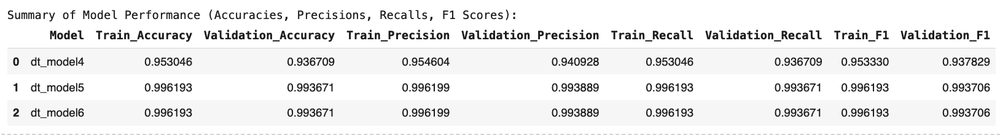 Summary of Model Performance (Accuracies, Precisions, Recalls, F1 Scores):
Model Train_Accuracy Validation_Accuracy Train_Precision Validation_Precision Train_Recall Validation_Recall Train_F1 Validation_F1
0 dt_model4 0.953046 0.936709 0.954604 0.940928 0.953046 0.936709 0.953330 0.937829
1 dt_model5 0.996193 0.993671 0.996199 0.993889 0.996193 0.993671 0.996193 0.993706
2 dt_model6 0.996193 0.993671 0.996199 0.993889 0.996193 0.993671 0.996193 0.993706